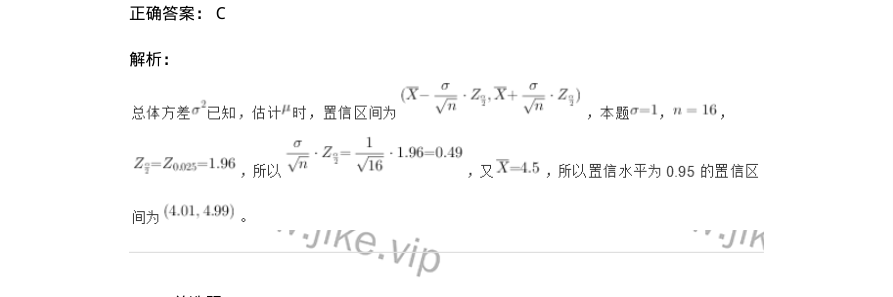 正确答案： C
解析：
总体方差σ²已知，估计μ时，置信区间为 (X̅− σ/√n · Z_{α/2}, X̅+ σ/√n · Z_{α/2}) ，本题σ=1，n = 16，
Z_{α/2}=Z_{0.025}=1.96，所以 σ/√n · Z_{α/2}= 1/√16 · 1.96=0.49 ，又 X̅=4.5 ，所以置信水平为 0.95 的置信区
间为 (4.01, 4.99) 。
.jike.vip